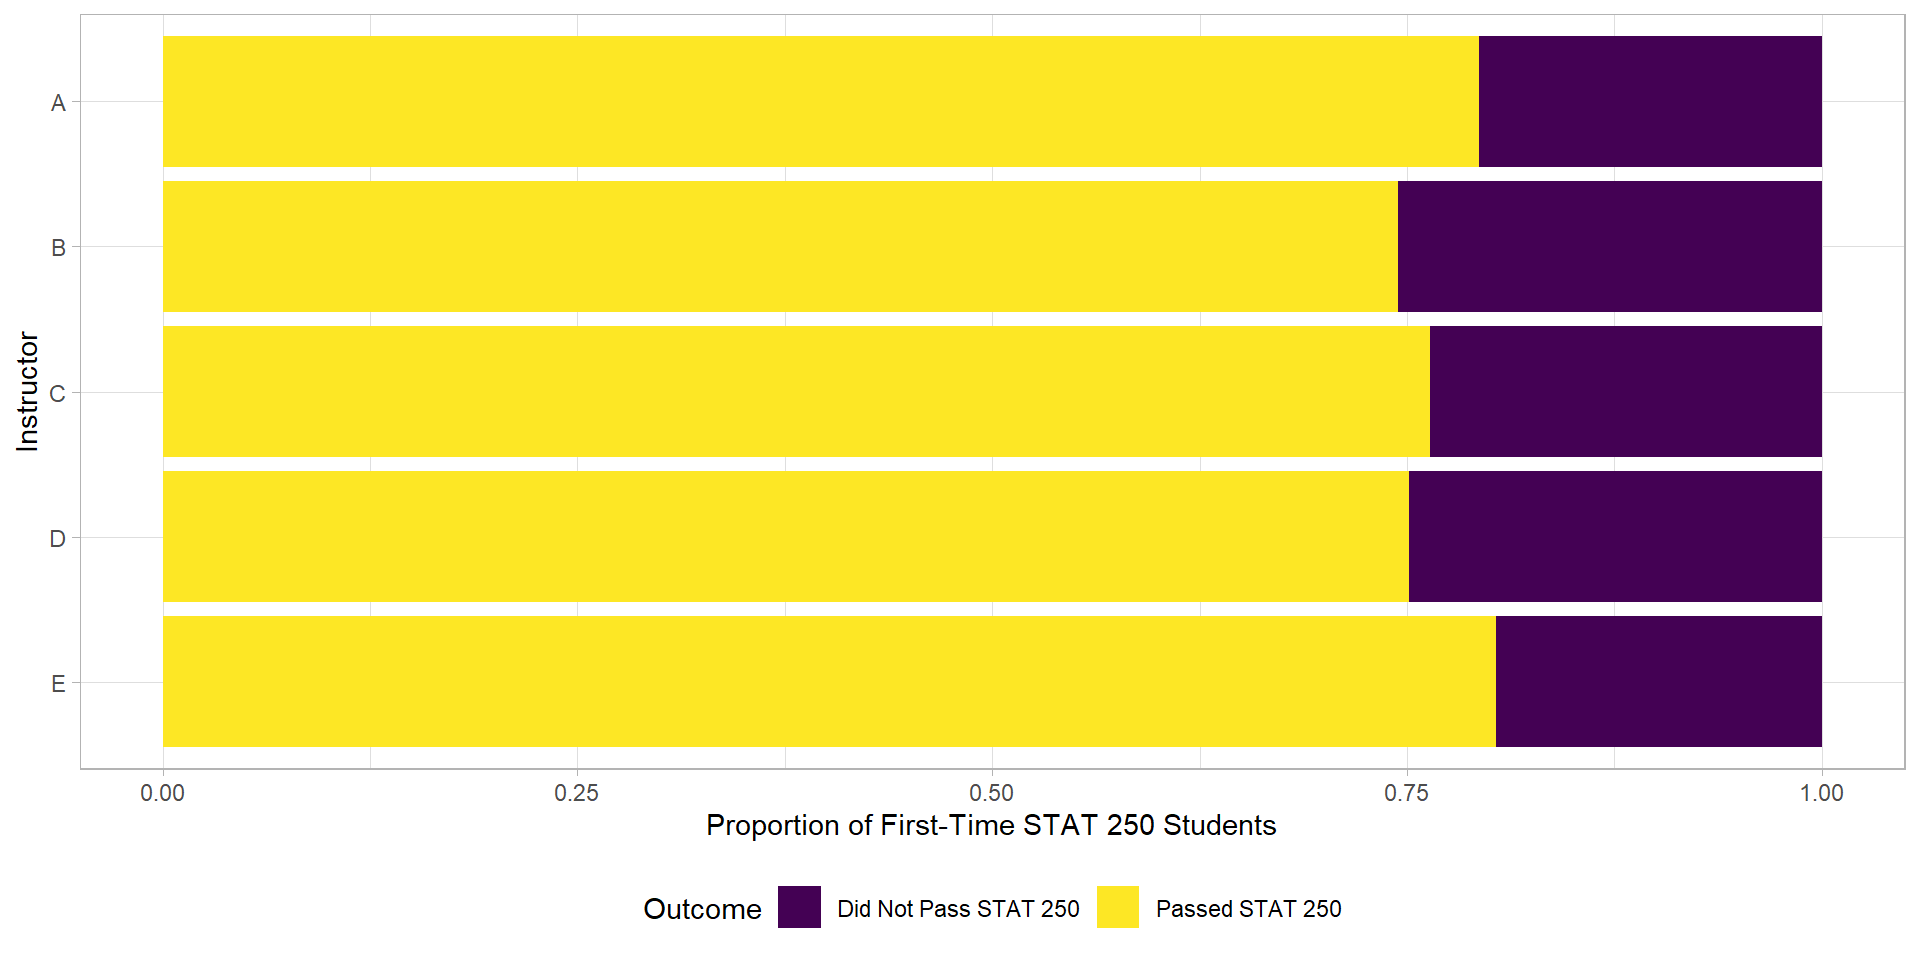 A
B
C
D
E
Instructor
0.00 0.25 0.50 0.75 1.00
Proportion of First-Time STAT 250 Students
Outcome Did Not Pass STAT 250 Passed STAT 250